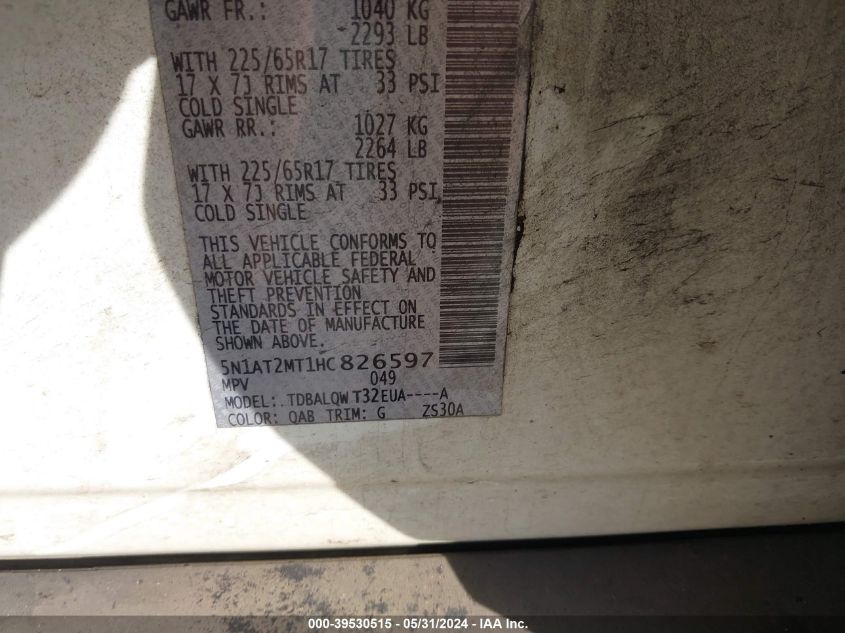 GAWR FR.: 1040 KG
2293 LB
WITH 225/65R17 TIRES
17 X 7J RIMS AT 33 PSI
COLD SINGLE
GAWR RR.: 1027 KG
2264 LB
WITH 225/65R17 TIRES
17 X 7J RIMS AT 33 PSI
COLD SINGLE
THIS VEHICLE CONFORMS TO
ALL APPLICABLE FEDERAL
MOTOR VEHICLE SAFETY AND
THEFT PREVENTION
STANDARDS IN EFFECT ON
THE DATE OF MANUFACTURE
SHOWN ABOVE.
5N1AT2MT1HC826597
MPV 049
MODEL: TDBALQW T32EUA----A
COLOR: QAB TRIM: G ZS30A
000-39530515 - 05/31/2024 - IAA Inc.